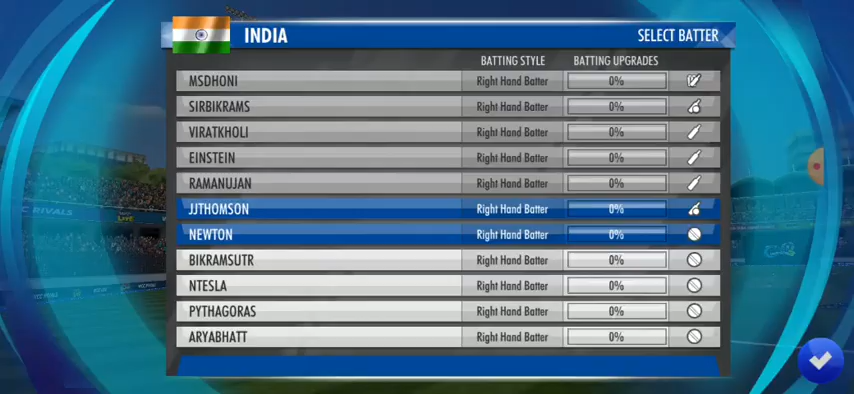 INDIA SELECT BATTER
BATTING STYLE BATTING UPGRADES
MSDHONI Right Hand Batter 0%
SIRBIKRAMS Right Hand Batter 0%
VIRATKHOLI Right Hand Batter 0%
EINSTEIN Right Hand Batter 0%
RAMANUJAN Right Hand Batter 0%
JJTHOMSON Right Hand Batter 0%
NEWTON Right Hand Batter 0%
BIKRAMSUTR Right Hand Batter 0%
NTESLA Right Hand Batter 0%
PYTHAGORAS Right Hand Batter 0%
ARYABHATT Right Hand Batter 0%
RIVALS
LIVE